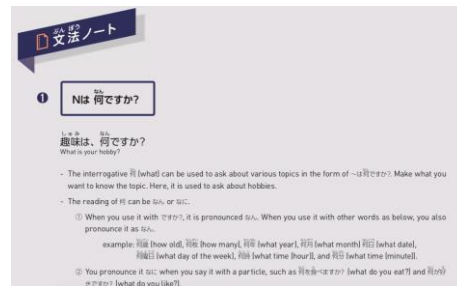 文法ノート
❶ Nは 何ですか?
趣味は、何ですか?
What is your hobby?
- The interrogative 何 (what) can be used to ask about various topics in the form of ~は何ですか?. Make what you
want to know the topic. Here, it is used to ask about hobbies.
- The reading of 何 can be なん or なに.
① When you use it with ですか?, it is pronounced なん. When you use it with other words as below, you also
pronounce it as なん.
example: 何歳 (how old), (how many), 何年 (what year), 何月 (what month) 何日 (what date),
何曜日 (what day of the week), 何時 (what time [hour]), and 何分 (what time [minute]).
② You pronounce it なに when you say it with a particle, such as 何を食べますか? (what do you eat?) and 何が好
きですか? (what do you like?).